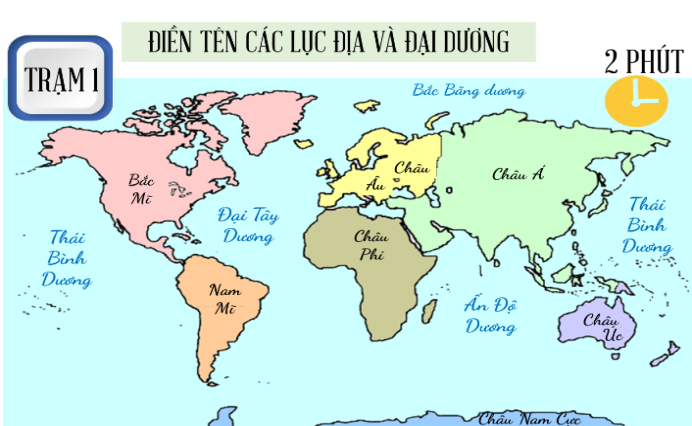 ĐIỀN TÊN CÁC LỤC ĐỊA VÀ ĐẠI DƯƠNG
TRẠM 1
2 PHÚT
Bắc Băng dương
Châu
Âu
Châu Á
Bắc
Mĩ
Đại Tây
Dương
Thái
Bình
Dương
Thái
Bình
Dương
Châu
Phi
Nam
Mĩ
Ấn Độ
Dương
Châu
Úc
Châu Nam Cực